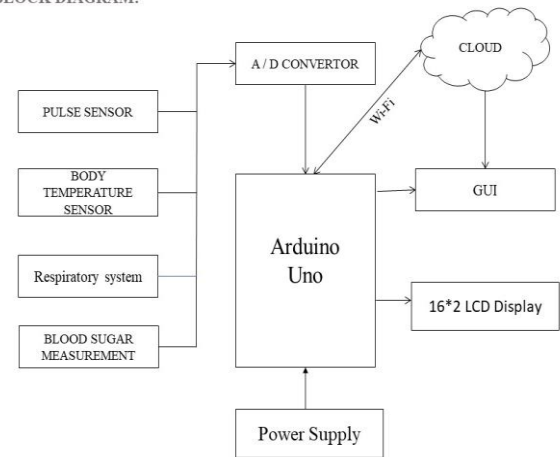 BLOCK DIAGRAM:
CLOUD
A / D CONVERTOR
Wi-Fi
PULSE SENSOR
BODY
TEMPERATURE
SENSOR
GUI
Arduino
Uno
Respiratory system
16*2 LCD Display
BLOOD SUGAR
MEASUREMENT
Power Supply